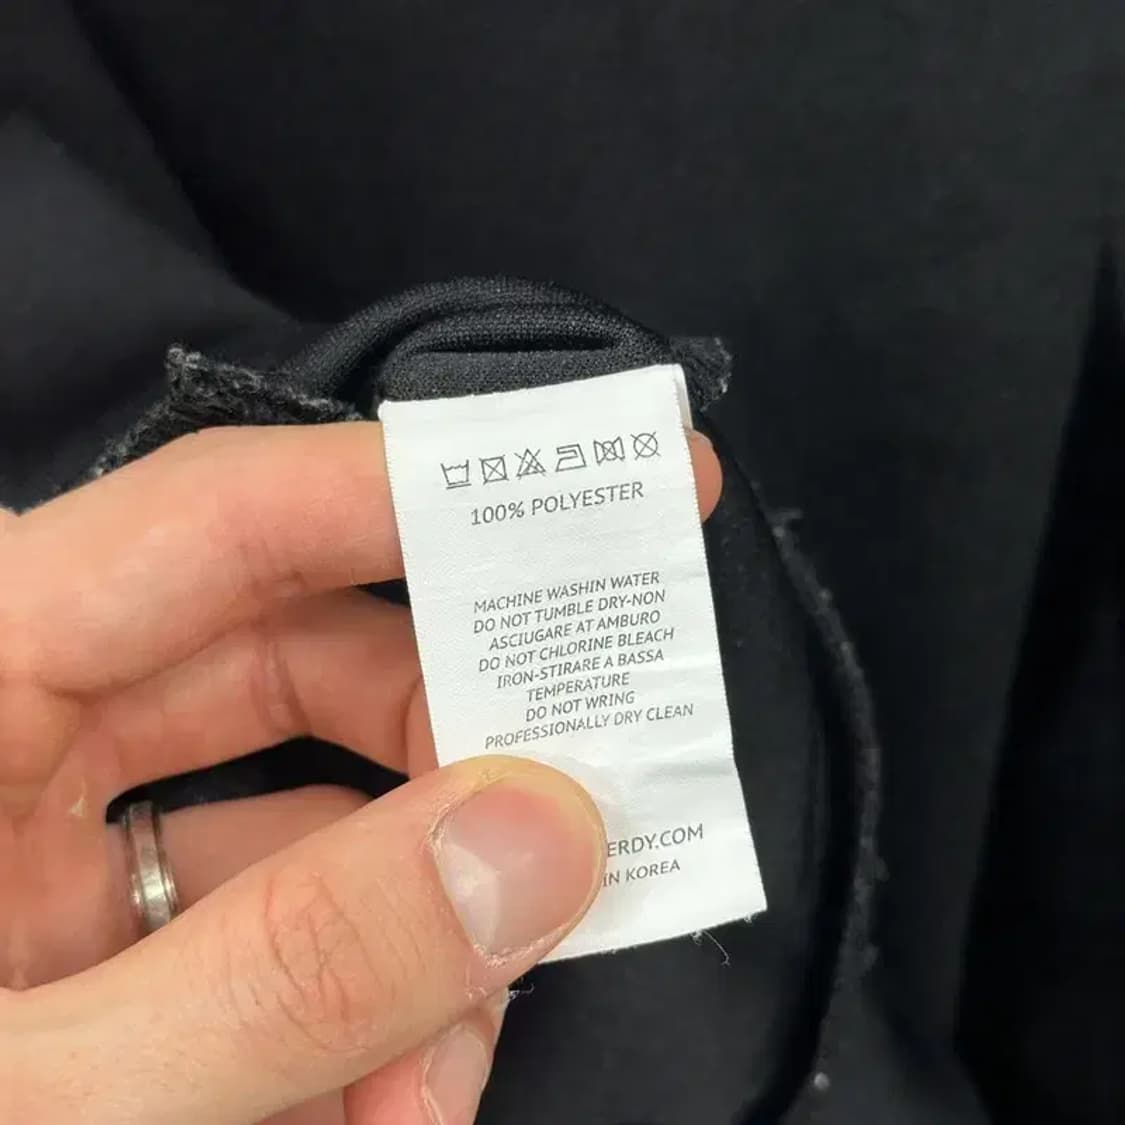 100% POLYESTER
MACHINE WASHIN WATER
DO NOT TUMBLE DRY-NON
ASCIUGARE AT AMBURO
DO NOT CHLORINE BLEACH
IRON-STIRARE A BASSA
TEMPERATURE
DO NOT WRING
PROFESSIONALLY DRY CLEAN
ERDY.COM
IN KOREA